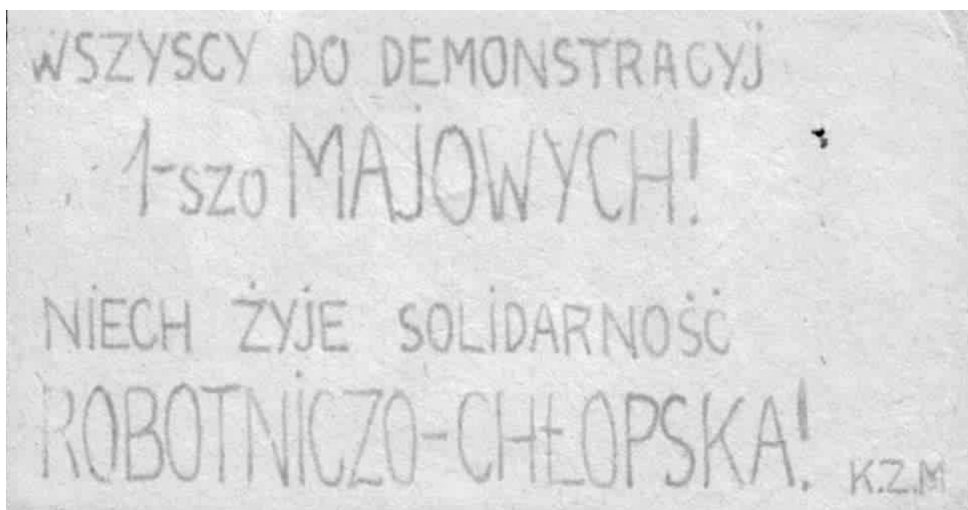 WSZYSCY DO DEMONSTRACYJ
1-SZO MAJOWYCH!
NIECH ŻYJE SOLIDARNOŚĆ
ROBOTNICZO-CHŁOPSKA!
K.Z.M